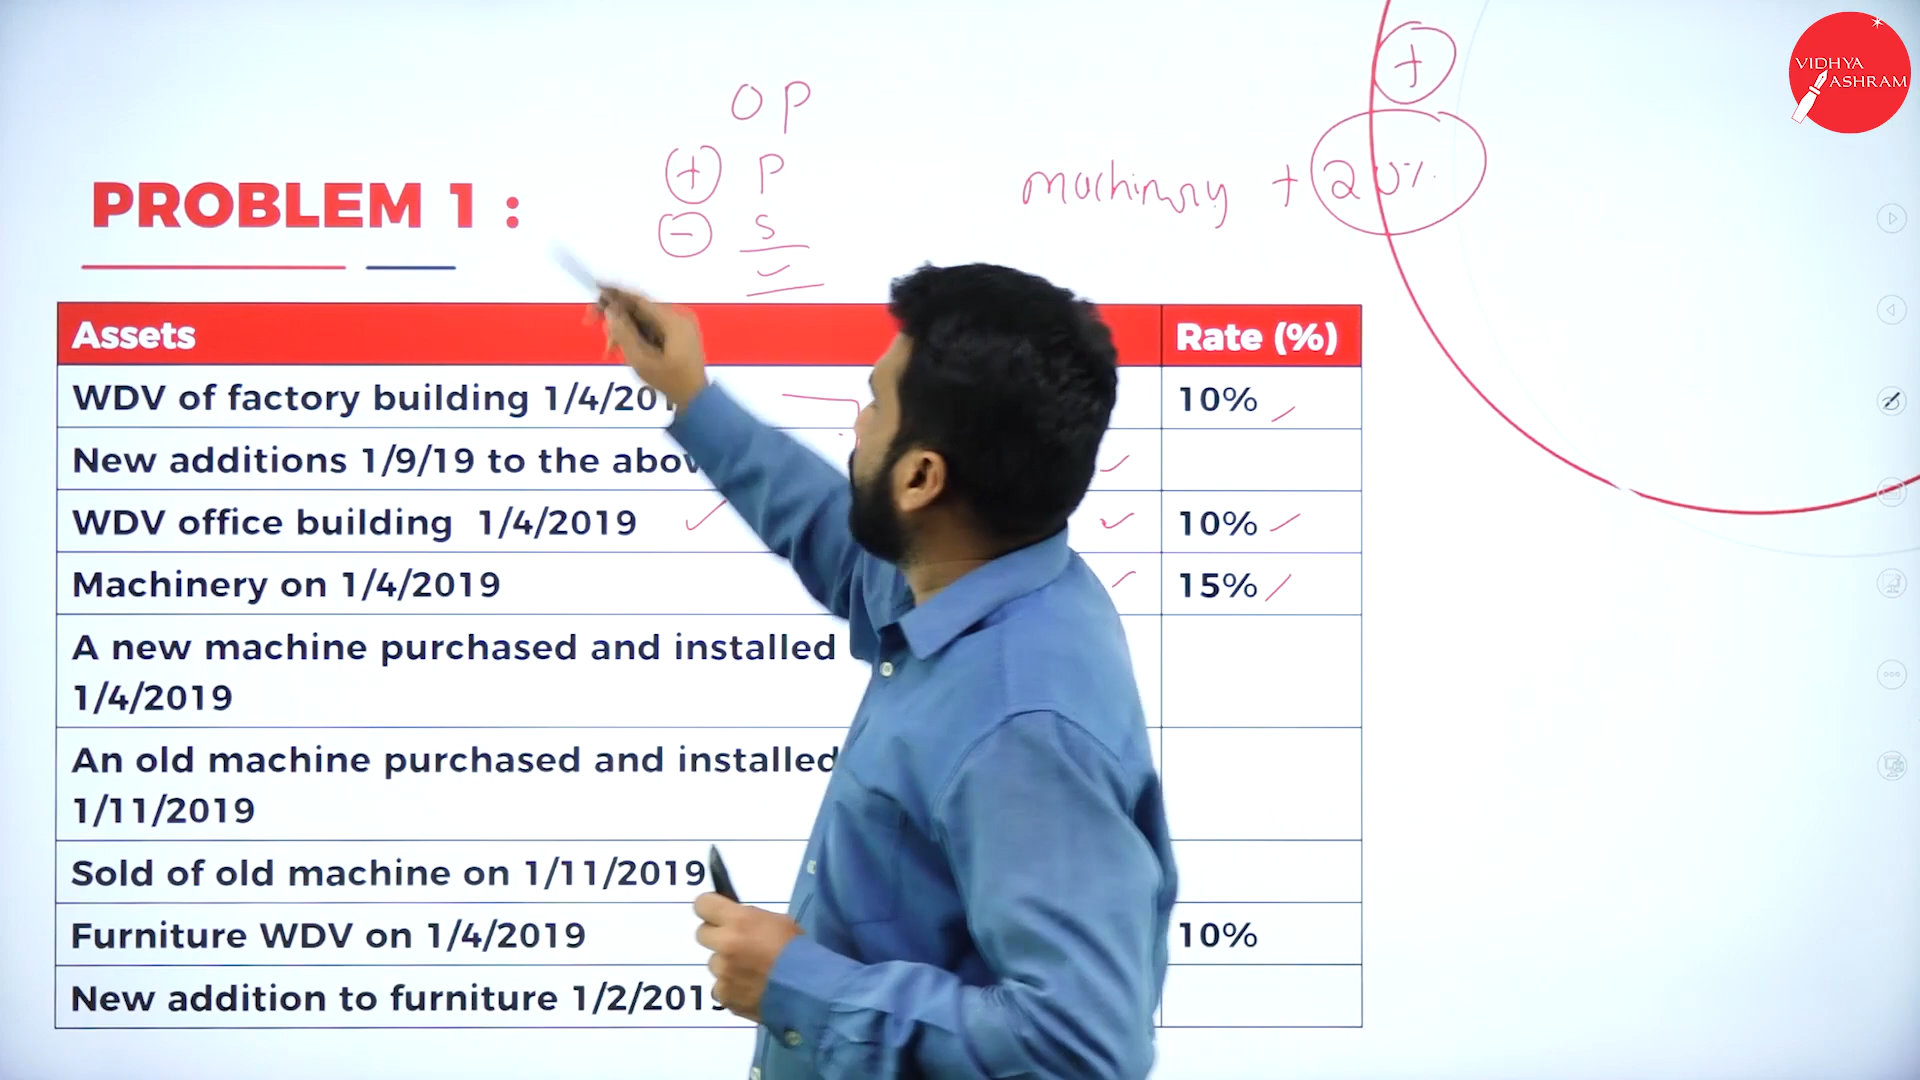 VIDHYA
ASHRAM
+
O P
+ P
- S
machinery + 20%
PROBLEM 1 :
Assets Rate (%)
WDV of factory building 1/4/201 10%
New additions 1/9/19 to the abov
WDV office building 1/4/2019 10%
Machinery on 1/4/2019 15%
A new machine purchased and installed
1/4/2019
An old machine purchased and installed
1/11/2019
Sold of old machine on 1/11/2019
Furniture WDV on 1/4/2019 10%
New addition to furniture 1/2/2019